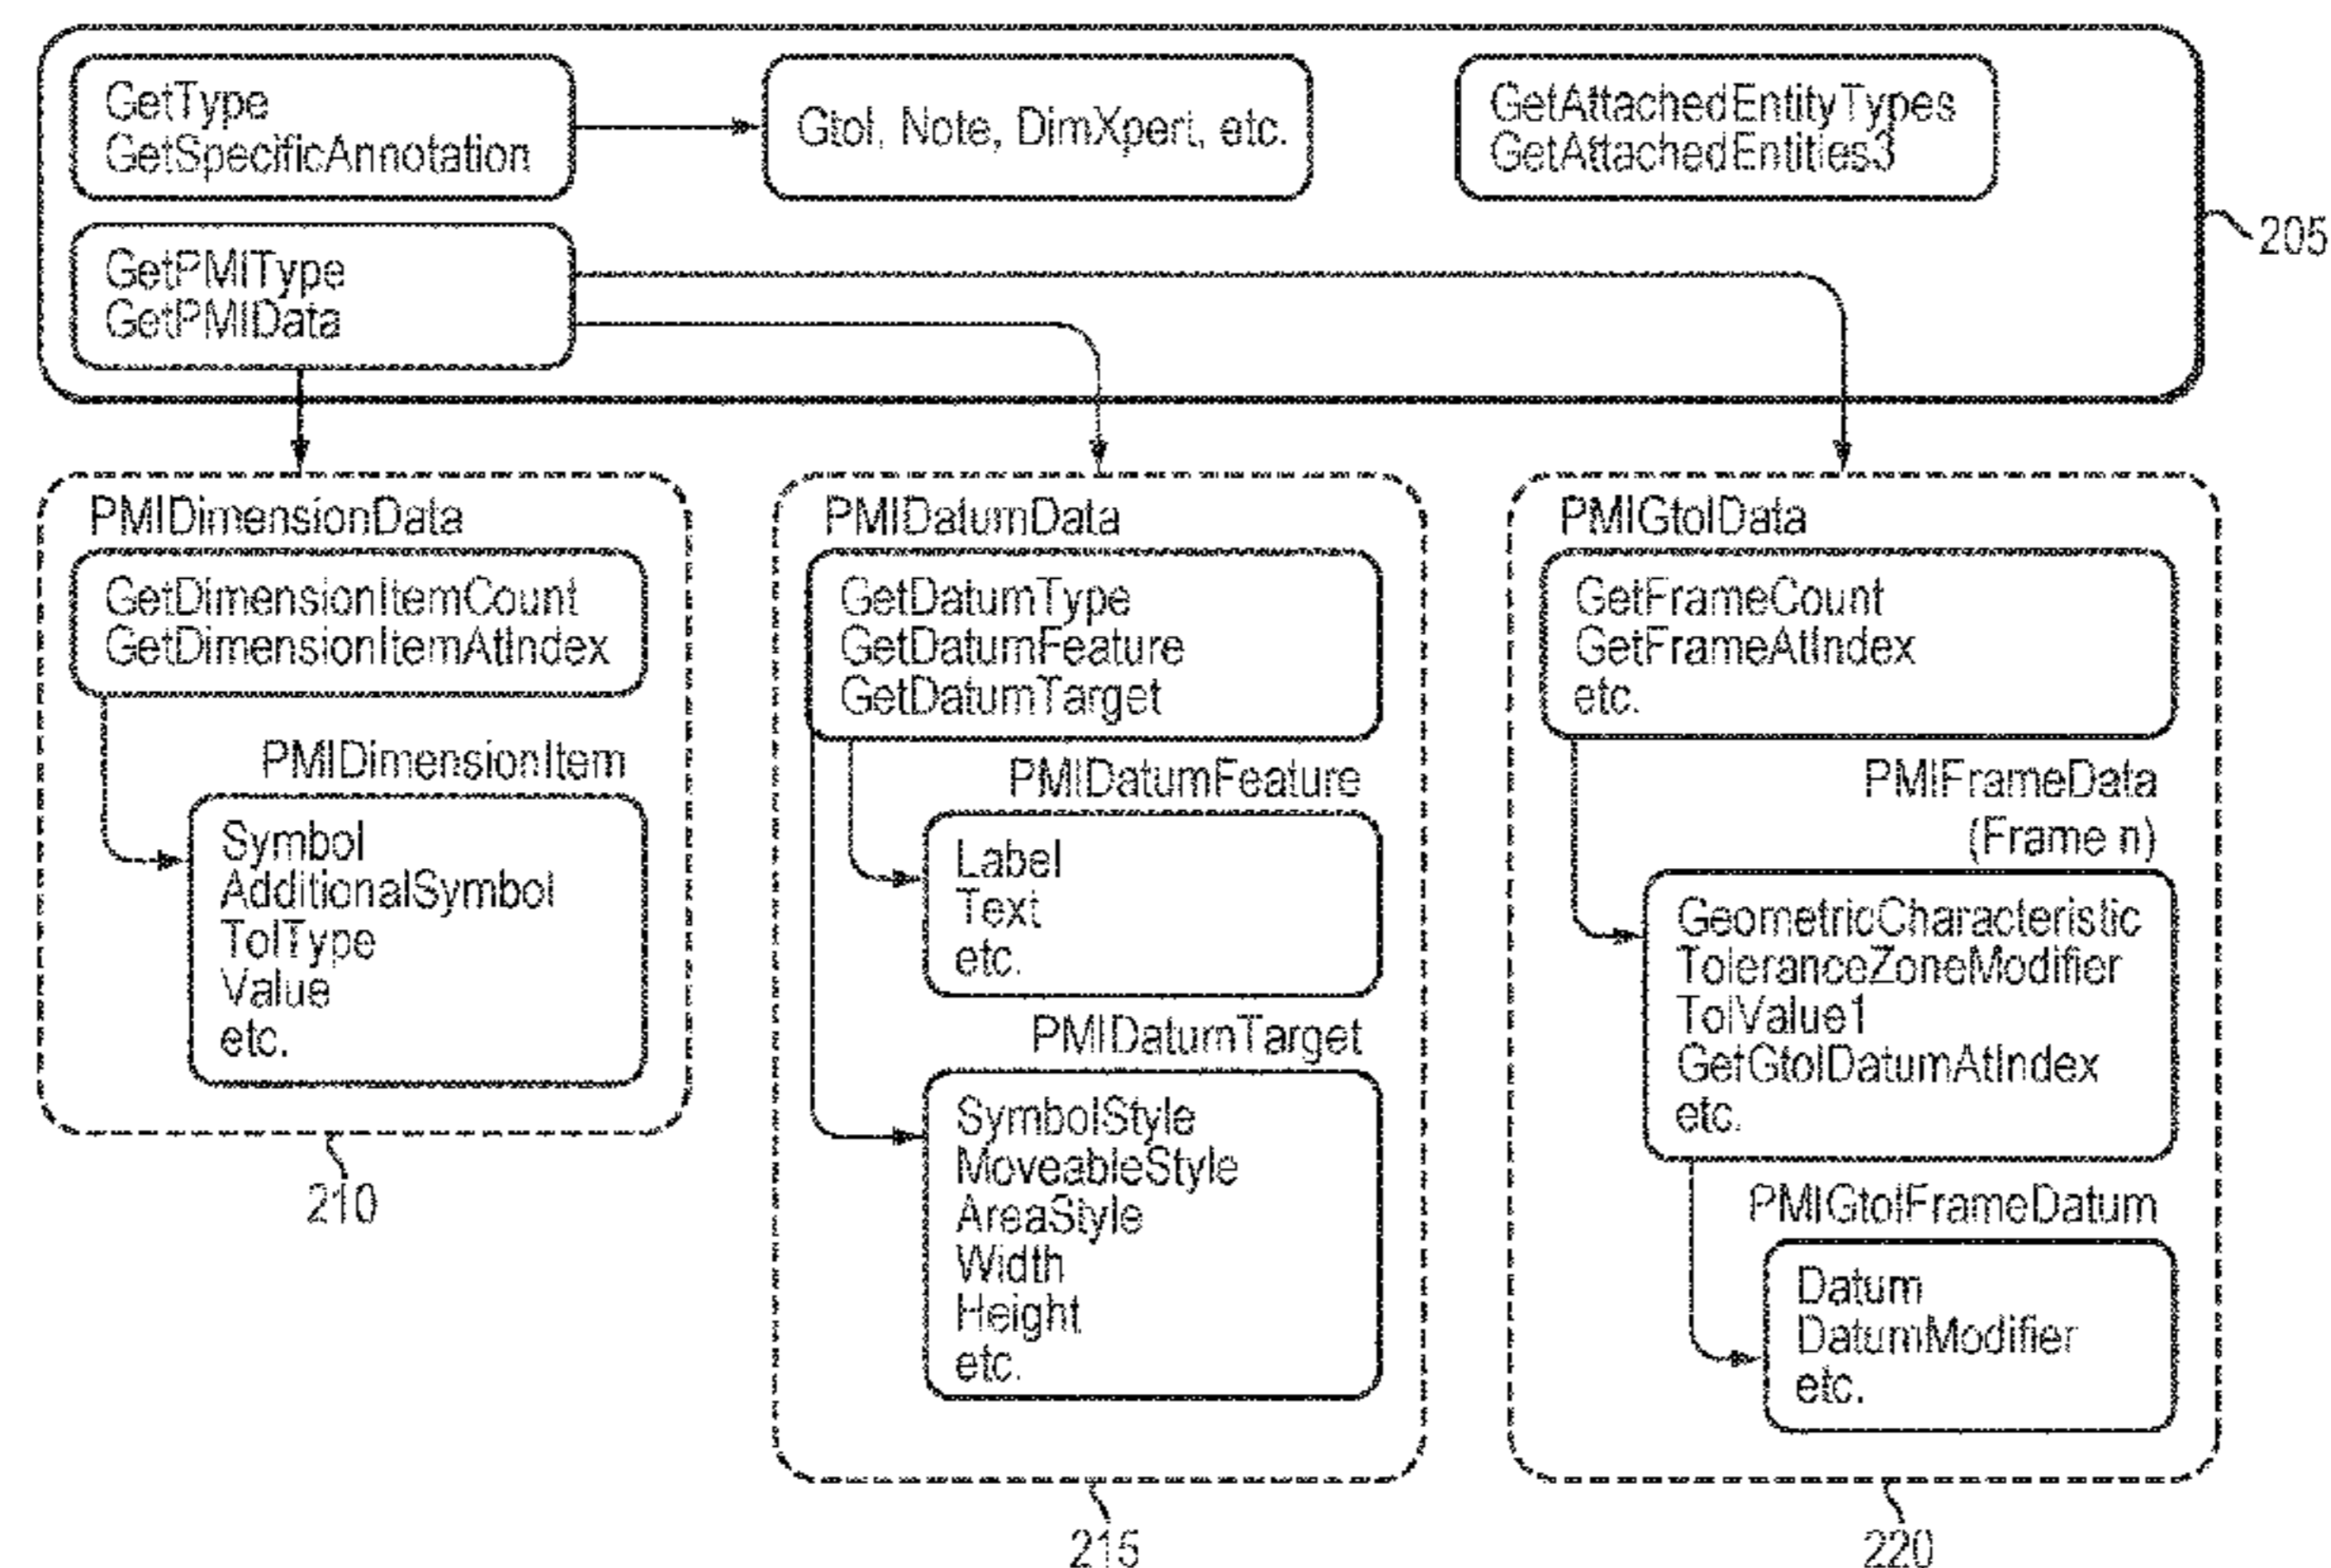 GetType
GetSpecificAnnotation
Gtol, Note, DimXpert, etc.
GetAttachedEntityTypes
GetAttachedEntities3
GetPMIType
GetPMIData
205
PMIDimensionData
GetDimensionItemCount
GetDimensionItemAtIndex
PMIDimensionItem
Symbol
AdditionalSymbol
TolType
Value
etc.
210
PMIDatumData
GetDatumType
GetDatumFeature
GetDatumTarget
PMIDatumFeature
Label
Text
etc.
PMIDatumTarget
SymbolStyle
MoveableStyle
AreaStyle
Width
Height
etc.
215
PMIGtolData
GetFrameCount
GetFrameAtIndex
etc.
PMIFrameData
(Frame n)
GeometricCharacteristic
ToleranceZoneModifier
TolValue1
GetGtolDatumAtIndex
etc.
PMIGtolFrameDatum
Datum
DatumModifier
etc.
220